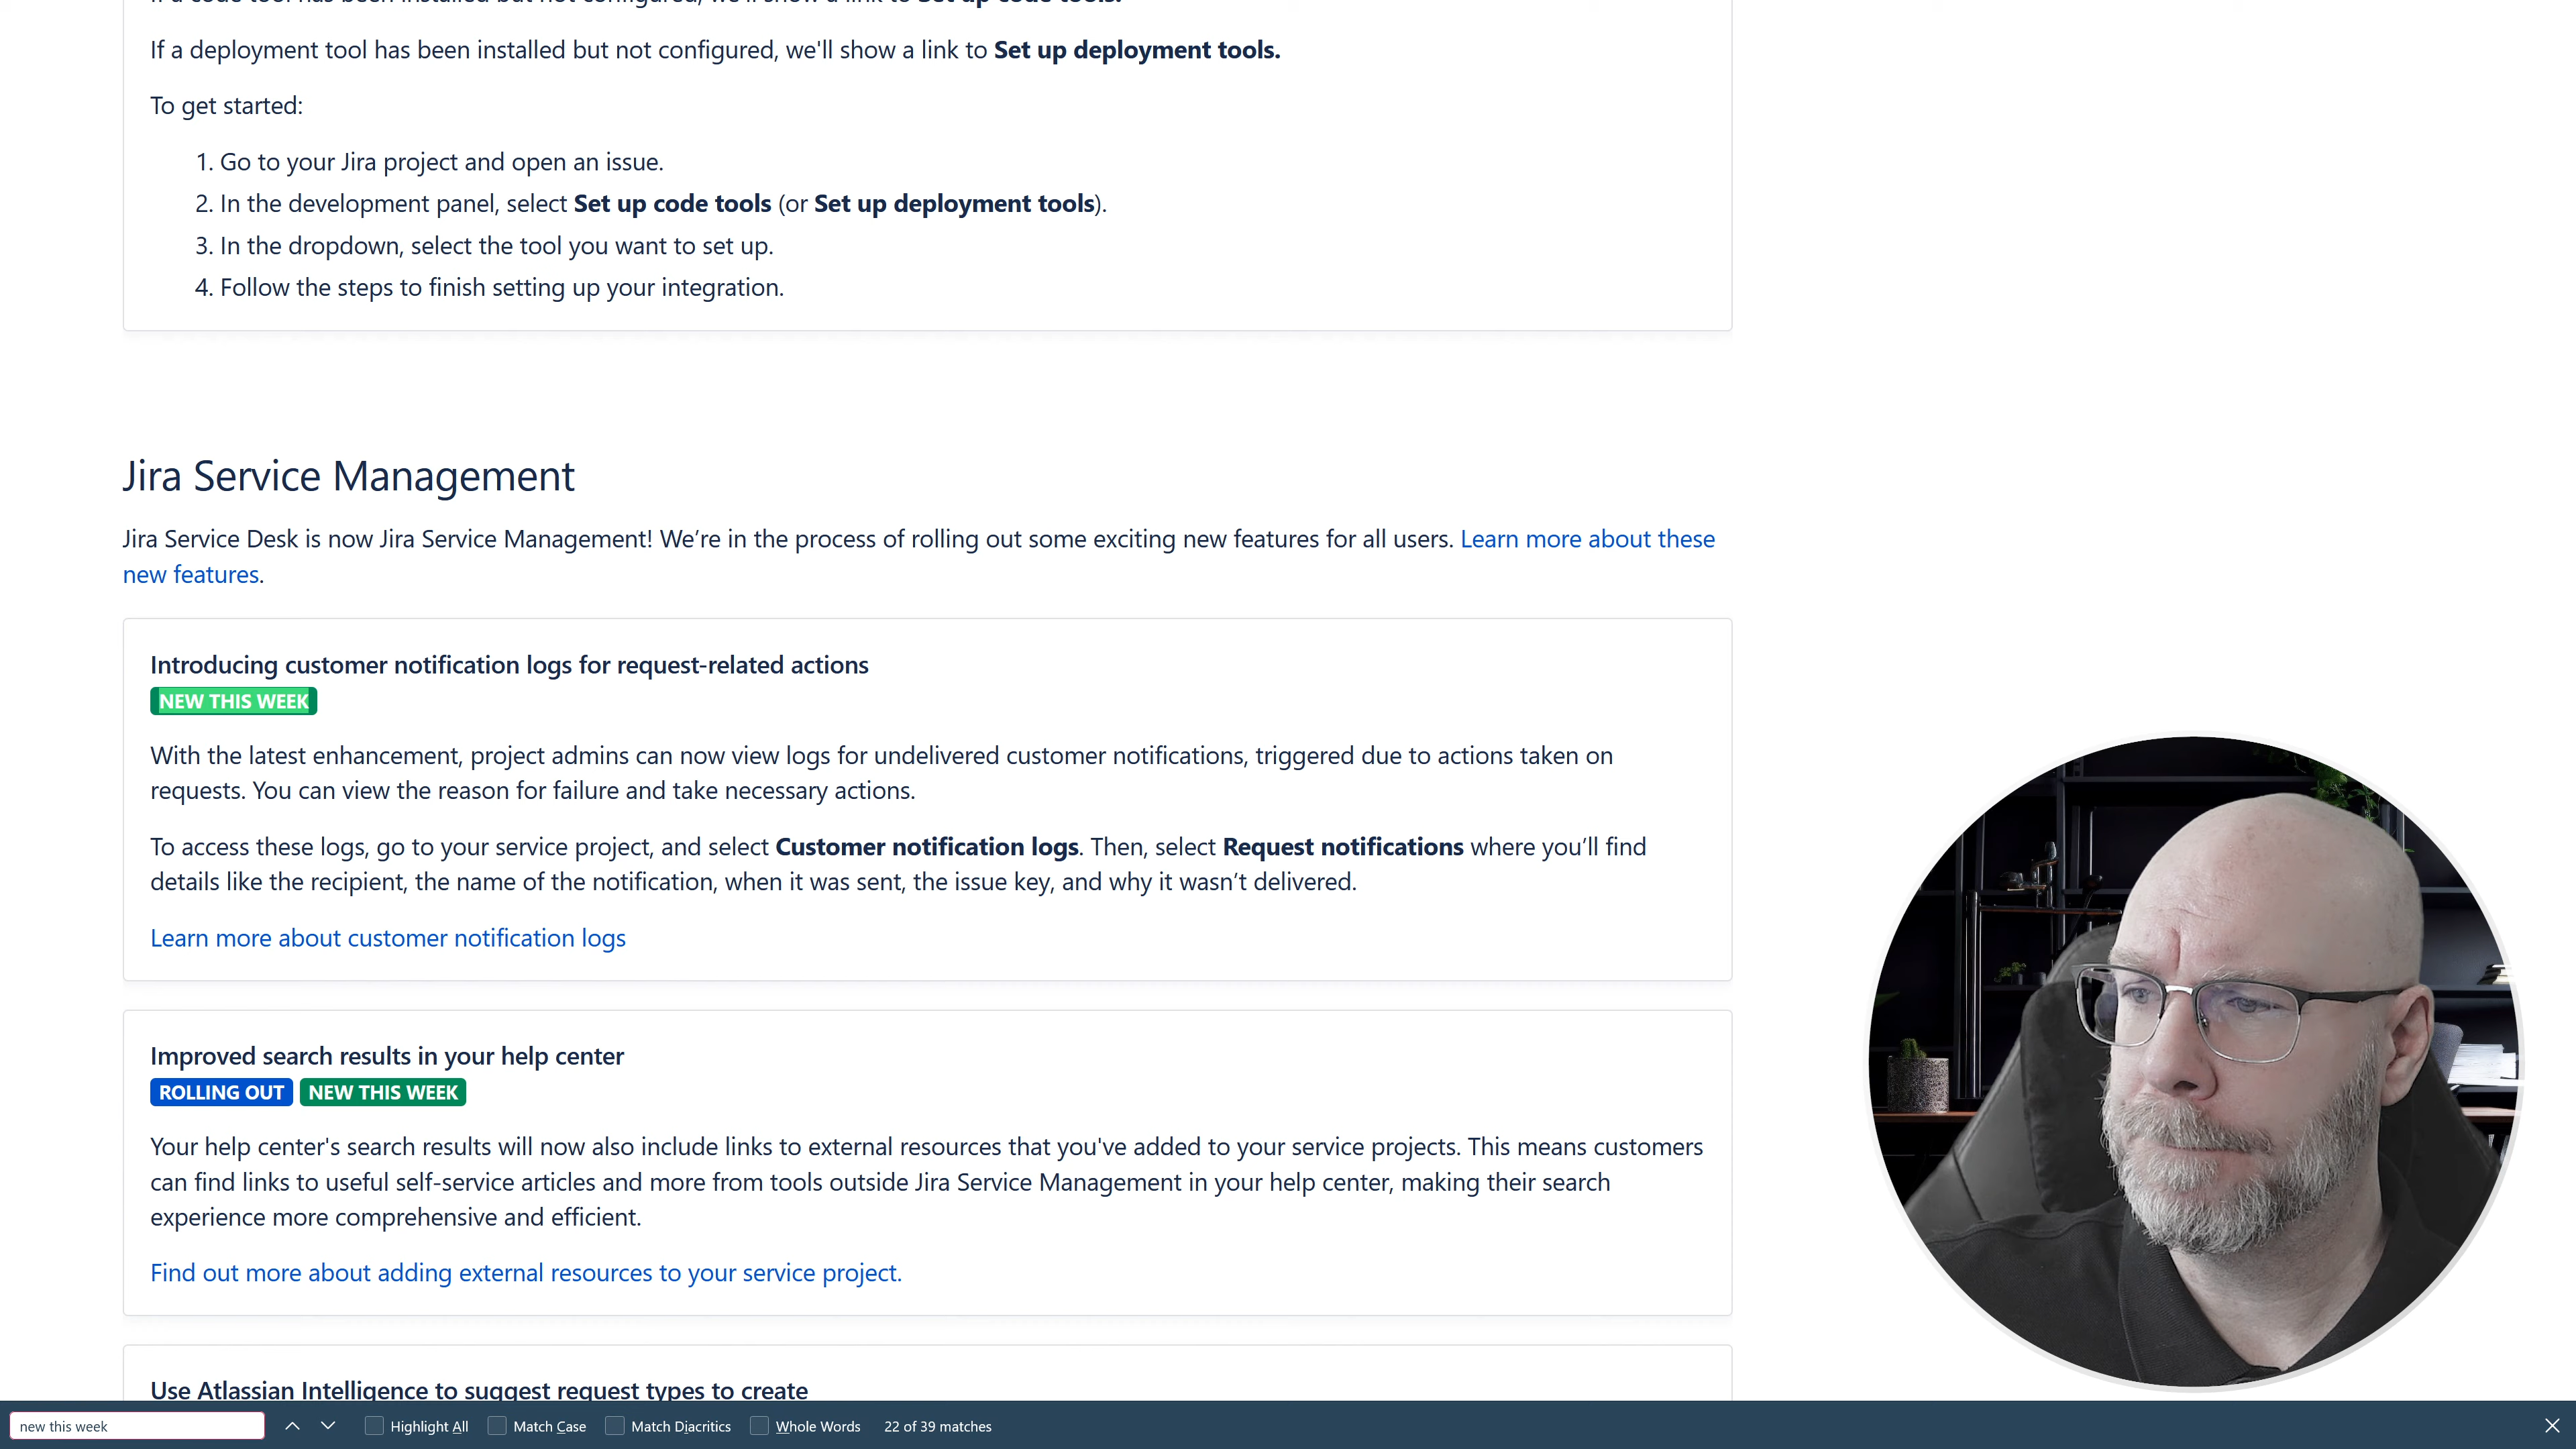 If a deployment tool has been installed but not configured, we'll show a link to Set up deployment tools.
To get started:
1. Go to your Jira project and open an issue.
2. In the development panel, select Set up code tools (or Set up deployment tools).
3. In the dropdown, select the tool you want to set up.
4. Follow the steps to finish setting up your integration.
Jira Service Management
Jira Service Desk is now Jira Service Management! We’re in the process of rolling out some exciting new features for all users. Learn more about these
new features.
Introducing customer notification logs for request-related actions
NEW THIS WEEK
With the latest enhancement, project admins can now view logs for undelivered customer notifications, triggered due to actions taken on
requests. You can view the reason for failure and take necessary actions.
To access these logs, go to your service project, and select Customer notification logs. Then, select Request notifications where you’ll find
details like the recipient, the name of the notification, when it was sent, the issue key, and why it wasn’t delivered.
Learn more about customer notification logs
Improved search results in your help center
ROLLING OUT NEW THIS WEEK
Your help center's search results will now also include links to external resources that you've added to your service projects. This means customers
can find links to useful self-service articles and more from tools outside Jira Service Management in your help center, making their search
experience more comprehensive and efficient.
Find out more about adding external resources to your service project.
Use Atlassian Intelligence to suggest request types to create
new this week Highlight All Match Case Match Diacritics Whole Words 22 of 39 matches